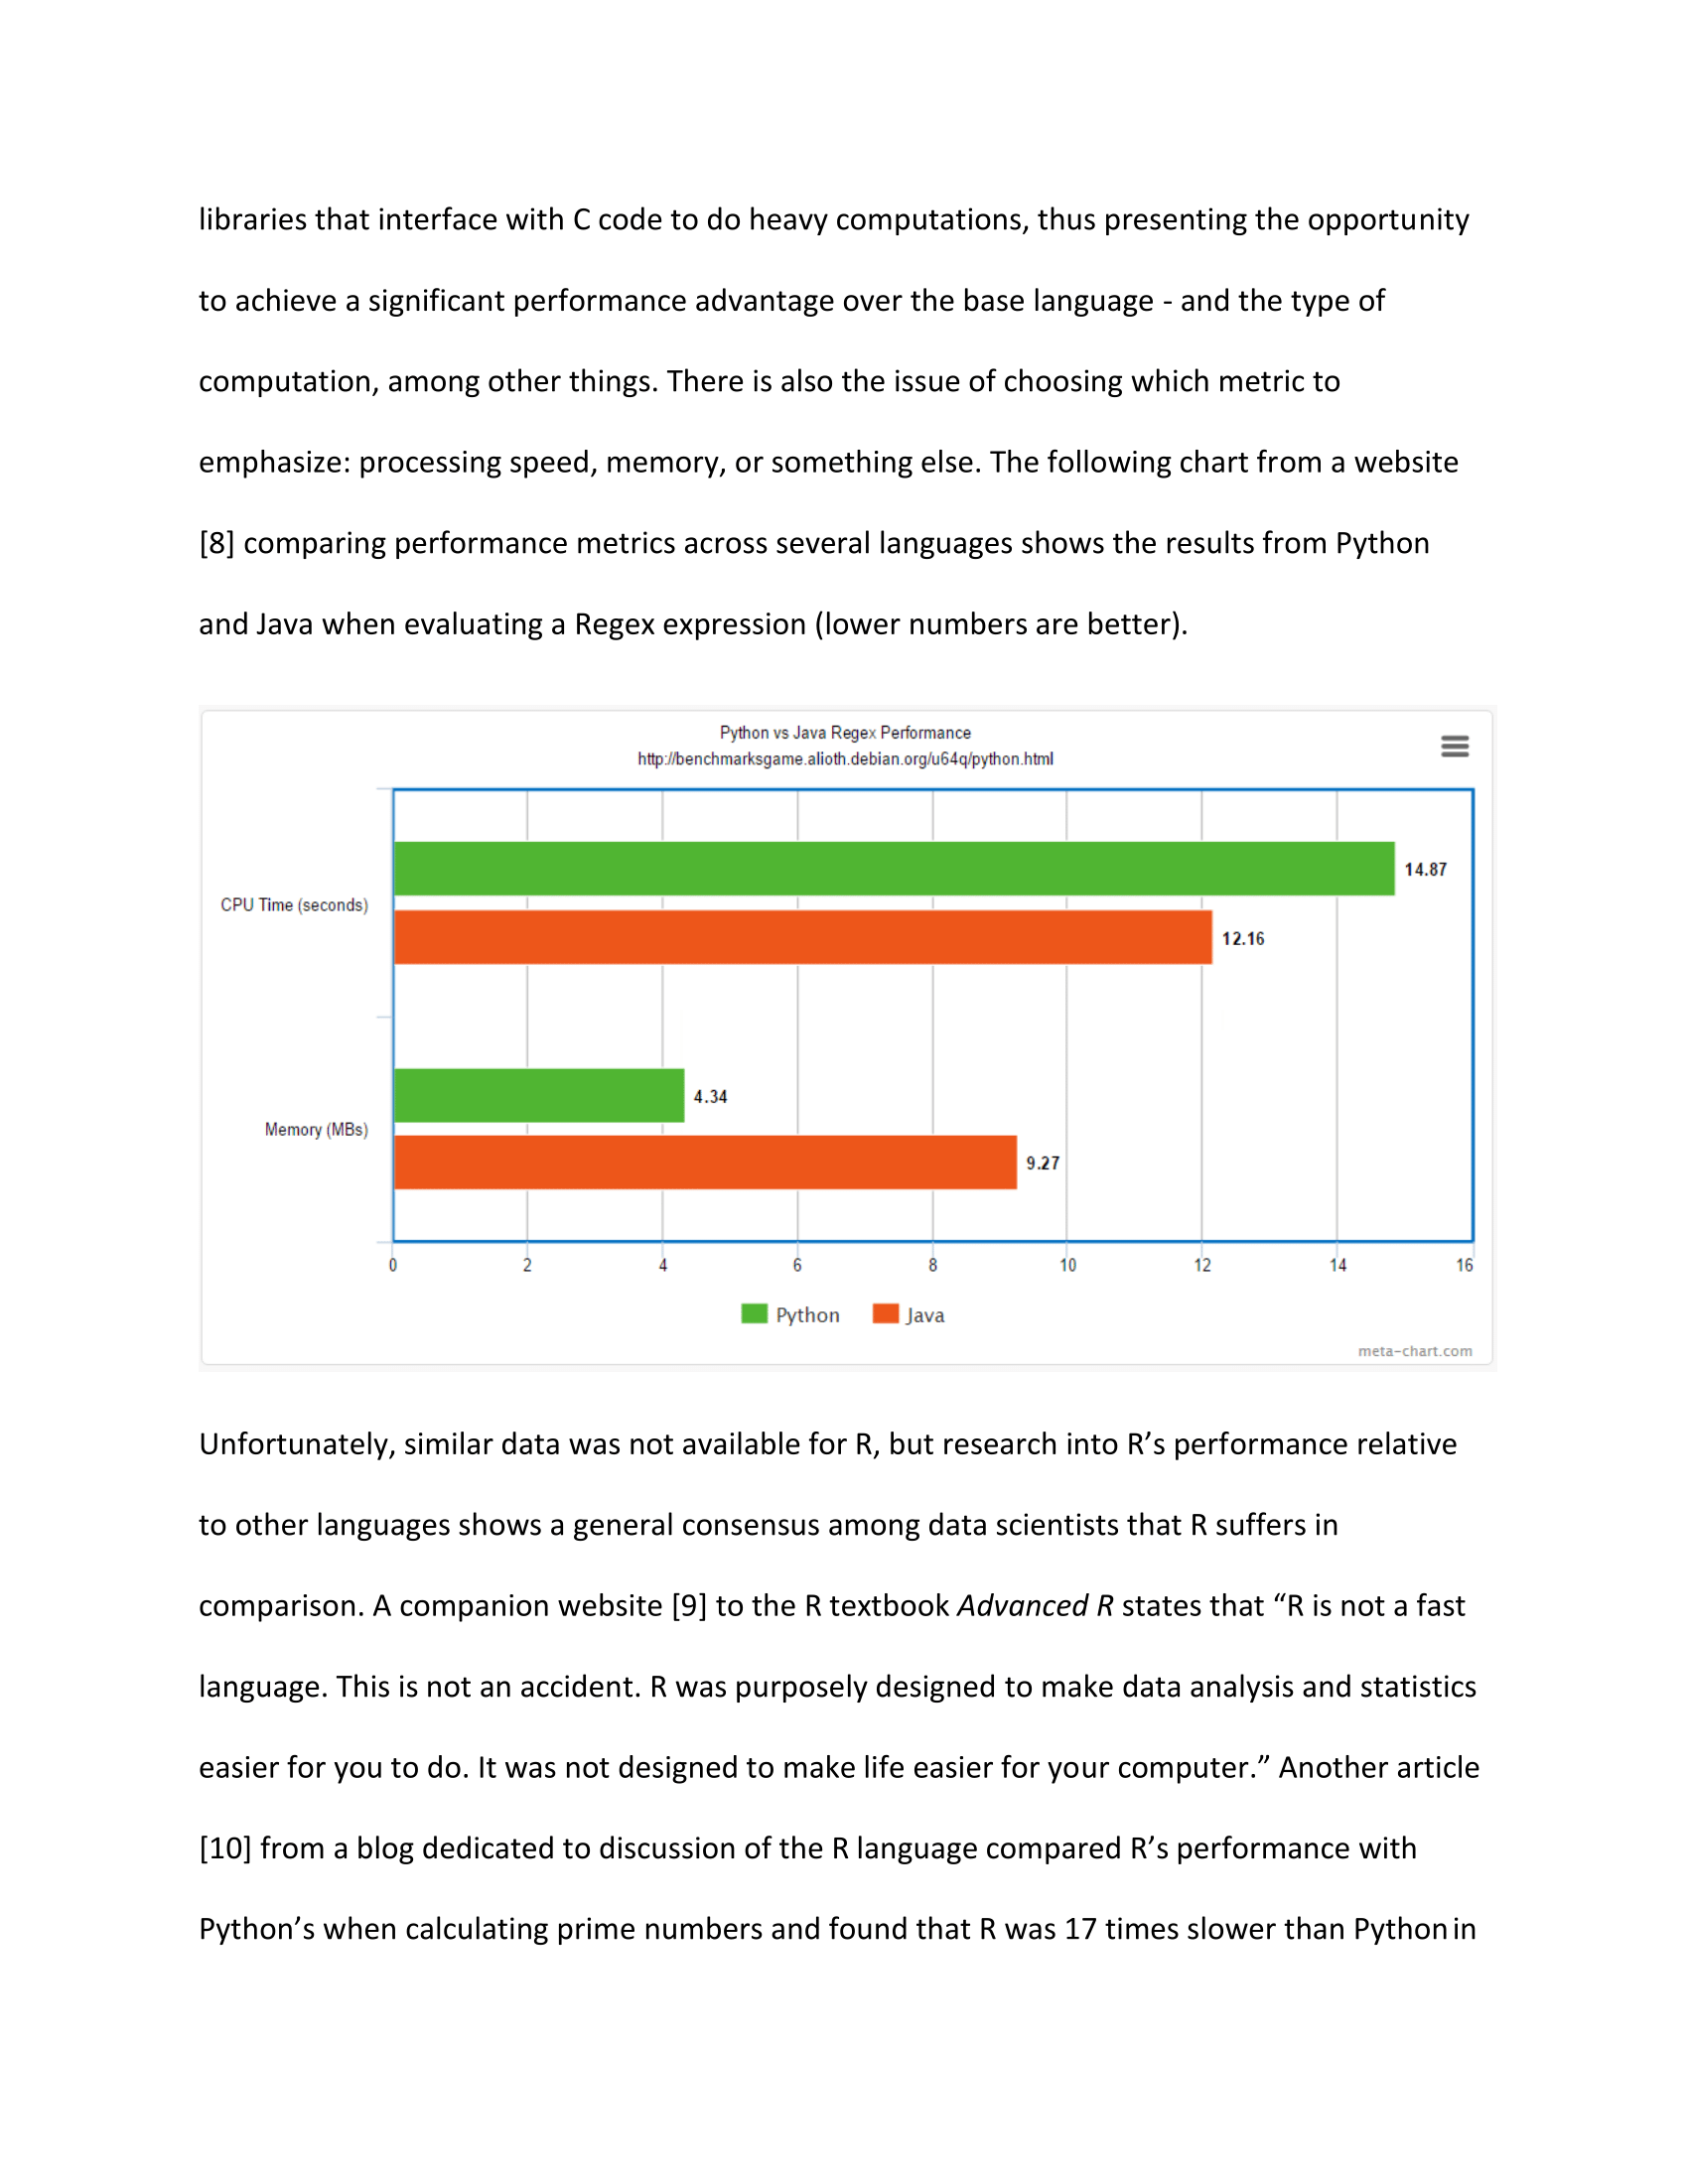 libraries that interface with C code to do heavy computations, thus presenting the opportunity
to achieve a significant performance advantage over the base language - and the type of
computation, among other things. There is also the issue of choosing which metric to
emphasize: processing speed, memory, or something else. The following chart from a website
[8] comparing performance metrics across several languages shows the results from Python
and Java when evaluating a Regex expression (lower numbers are better).
Python vs Java Regex Performance
http://benchmarksgame.alioth.debian.org/u64q/python.html
CPU Time (seconds)
14.87
12.16
Memory (MBs)
4.34
9.27
0 2 4 6 8 10 12 14 16
Python Java
meta-chart.com
Unfortunately, similar data was not available for R, but research into R’s performance relative
to other languages shows a general consensus among data scientists that R suffers in
comparison. A companion website [9] to the R textbook Advanced R states that “R is not a fast
language. This is not an accident. R was purposely designed to make data analysis and statistics
easier for you to do. It was not designed to make life easier for your computer.” Another article
[10] from a blog dedicated to discussion of the R language compared R’s performance with
Python’s when calculating prime numbers and found that R was 17 times slower than Python in